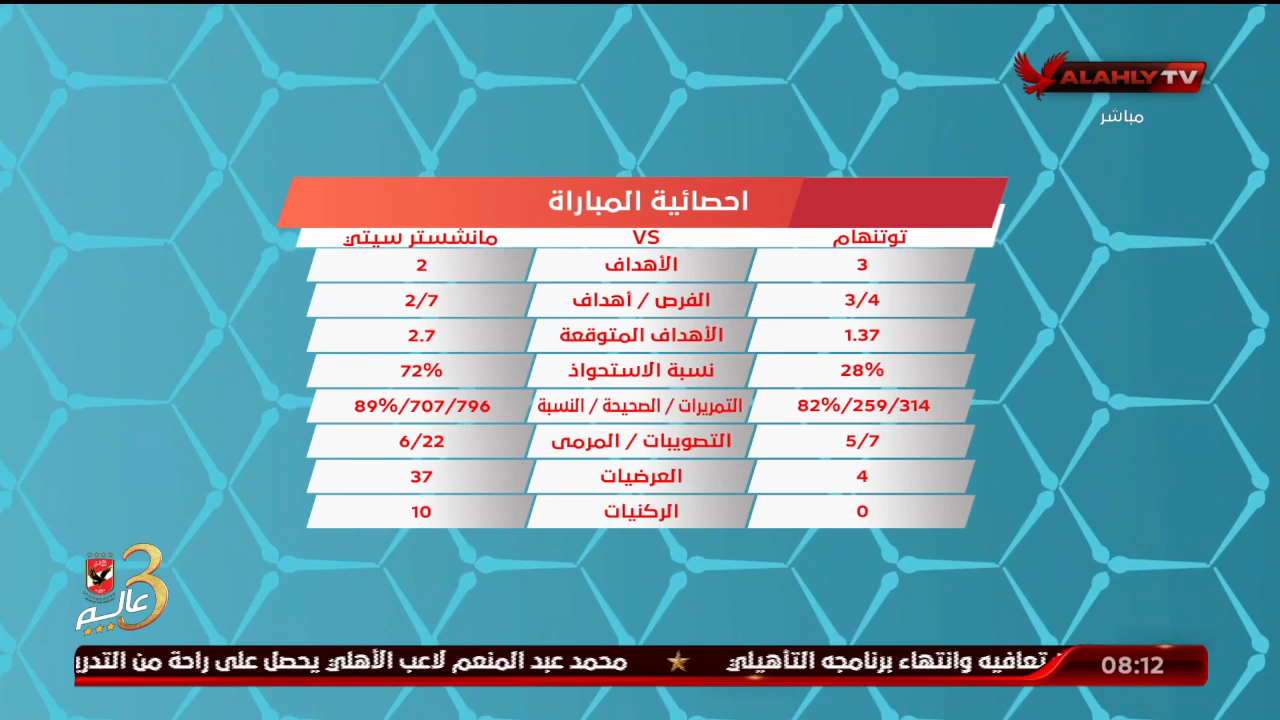 ALAHLY TV
مباشر
احصائية المباراة
توتنهام VS مانشستر سيتي
3 الأهداف 2
3/4 الفرص / أهداف 2/7
1.37 الأهداف المتوقعة 2.7
28% نسبة الاستحواذ 72%
82%/259/314 التمريرات / الصحيحة / النسبة 89%/707/796
5/7 التصويبات / المرمى 6/22
4 العرضيات 37
0 الركنيات 10
3 عالم
08:12
تعافيه وانتهاء برنامجه التأهيلي ★ محمد عبد المنعم لاعب الأهلي يحصل على راحة من التدري